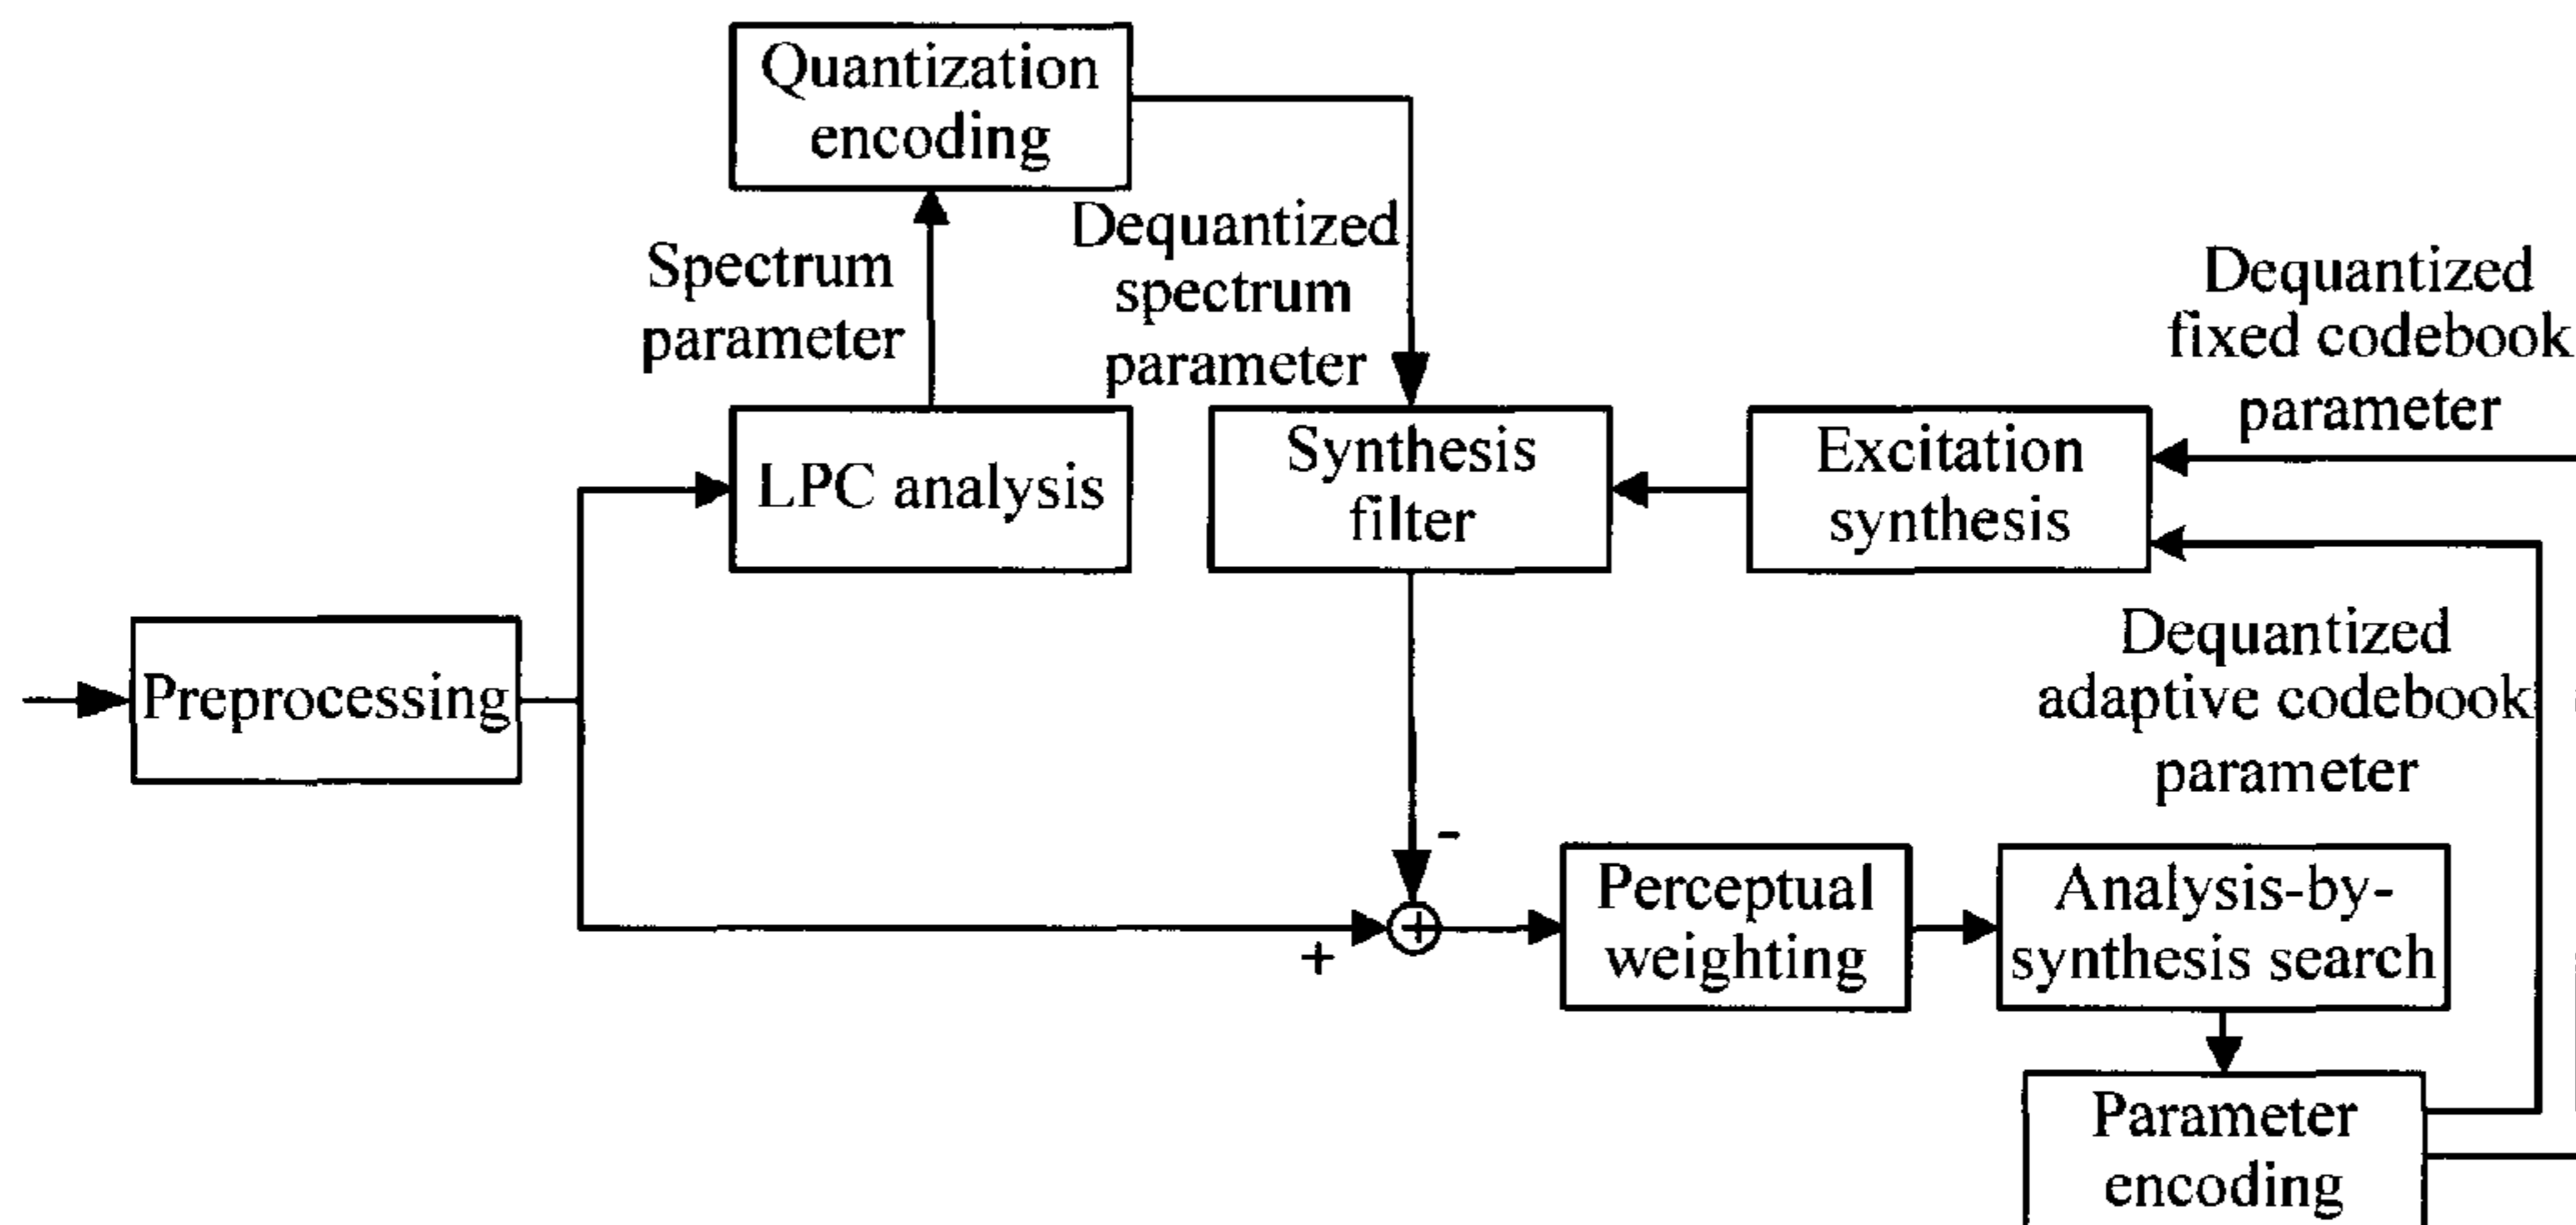 Quantization
encoding
Spectrum
parameter
Dequantized
spectrum
parameter
Dequantized
fixed codebook
parameter
LPC analysis
Synthesis
filter
Excitation
synthesis
Preprocessing
Dequantized
adaptive codebook
parameter
-
+
+
Perceptual
weighting
Analysis-by-
synthesis search
Parameter
encoding